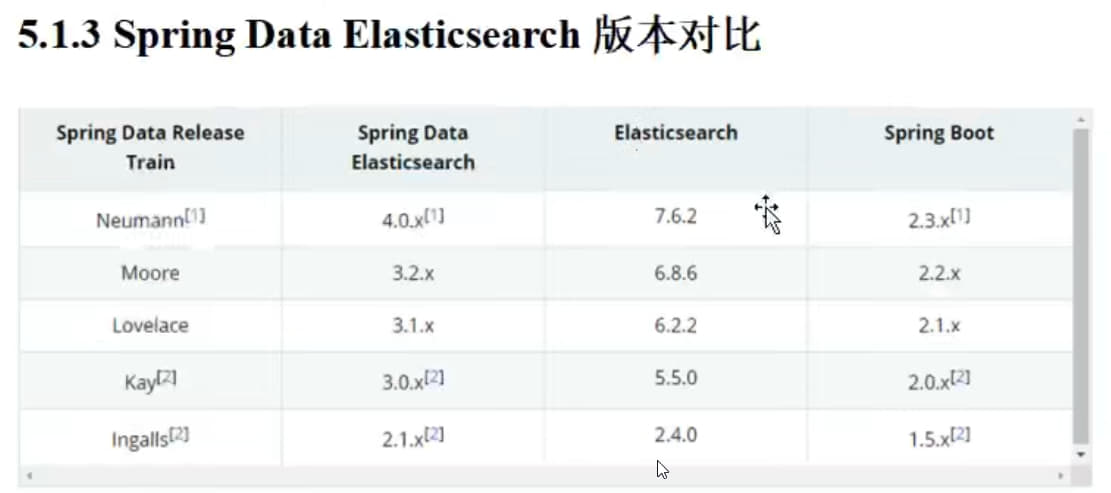 5.1.3 Spring Data Elasticsearch 版本对比
Spring Data Release Train Spring Data Elasticsearch Elasticsearch Spring Boot
Neumann[1] 4.0.x[1] 7.6.2 2.3.x[1]
Moore 3.2.x 6.8.6 2.2.x
Lovelace 3.1.x 6.2.2 2.1.x
Kay[2] 3.0.x[2] 5.5.0 2.0.x[2]
Ingalls[2] 2.1.x[2] 2.4.0 1.5.x[2]